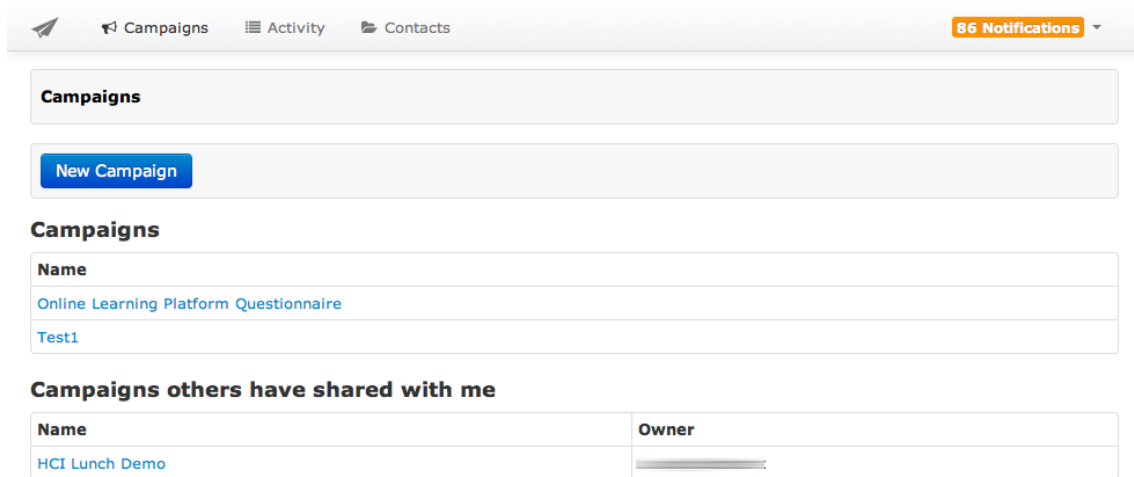 Campaigns Activity Contacts 86 Notifications
Campaigns
New Campaign
Campaigns
Name
Online Learning Platform Questionnaire
Test1
Campaigns others have shared with me
Name Owner
HCI Lunch Demo